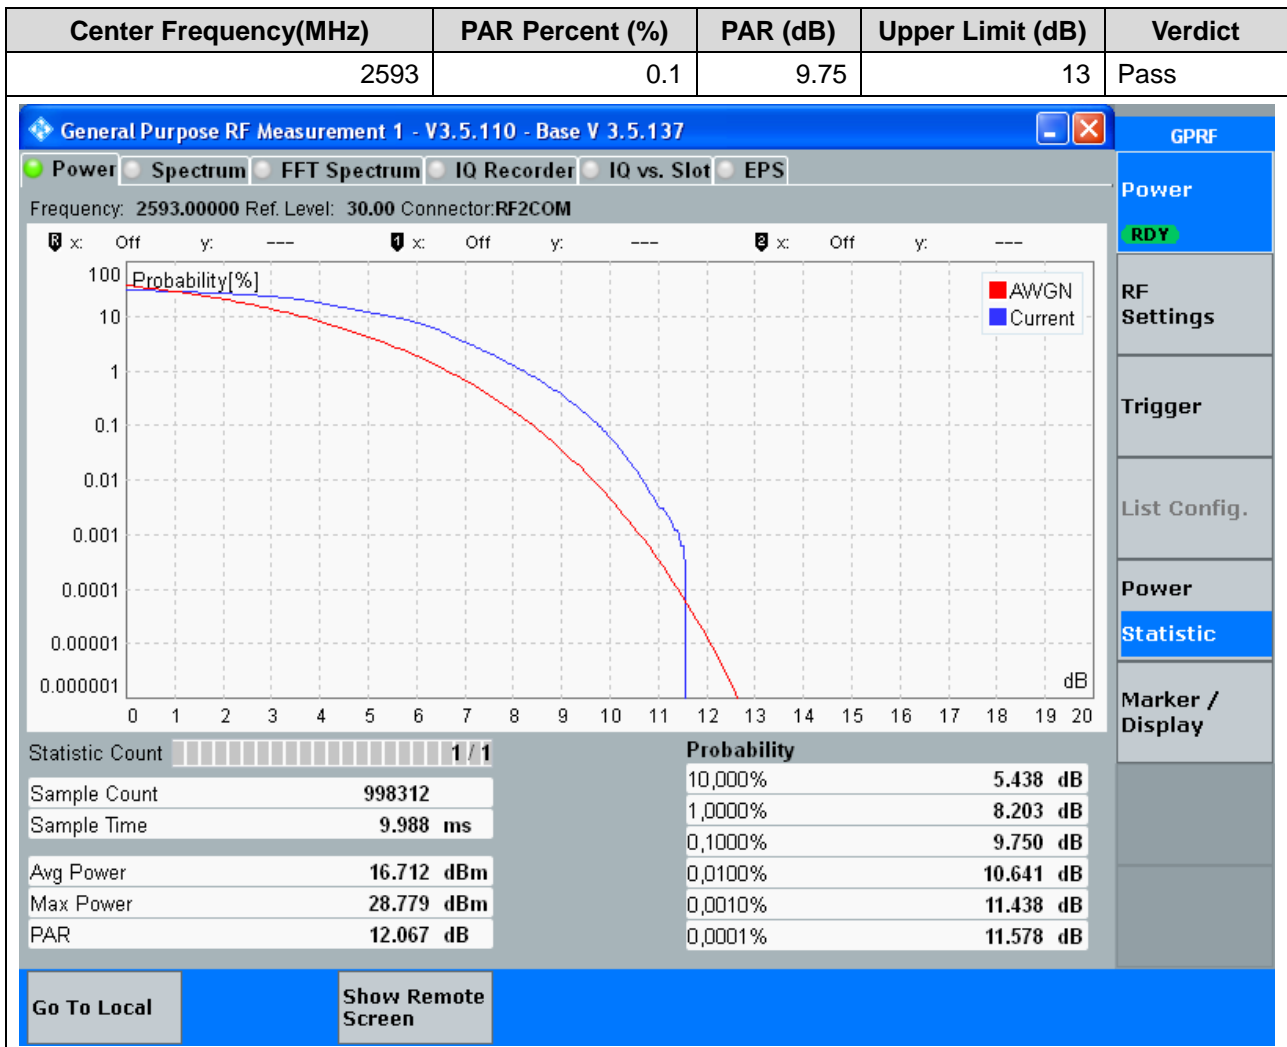 Center Frequency(MHz) PAR Percent (%) PAR (dB) Upper Limit (dB) Verdict
2593 0.1 9.75 13 Pass
General Purpose RF Measurement 1 - V3.5.110 - Base V 3.5.137
GPRF
Power Spectrum FFT Spectrum IQ Recorder IQ vs. Slot EPS
Frequency: 2593.00000 Ref. Level: 30.00 Connector:RF2COM
R x: Off y: --- 1 x: Off y: --- 2 x: Off y: ---
Probability[%]
100
10
1
0.1
0.01
0.001
0.0001
0.00001
0.000001
AWGN
Current
dB
0 1 2 3 4 5 6 7 8 9 10 11 12 13 14 15 16 17 18 19 20
Statistic Count 1 / 1
Sample Count 998312
Sample Time 9.988 ms
Avg Power 16.712 dBm
Max Power 28.779 dBm
PAR 12.067 dB
Probability
10,000% 5.438 dB
1,0000% 8.203 dB
0,1000% 9.750 dB
0,0100% 10.641 dB
0,0010% 11.438 dB
0,0001% 11.578 dB
Power
RDY
RF
Settings
Trigger
List Config.
Power
Statistic
Marker /
Display
Go To Local
Show Remote
Screen